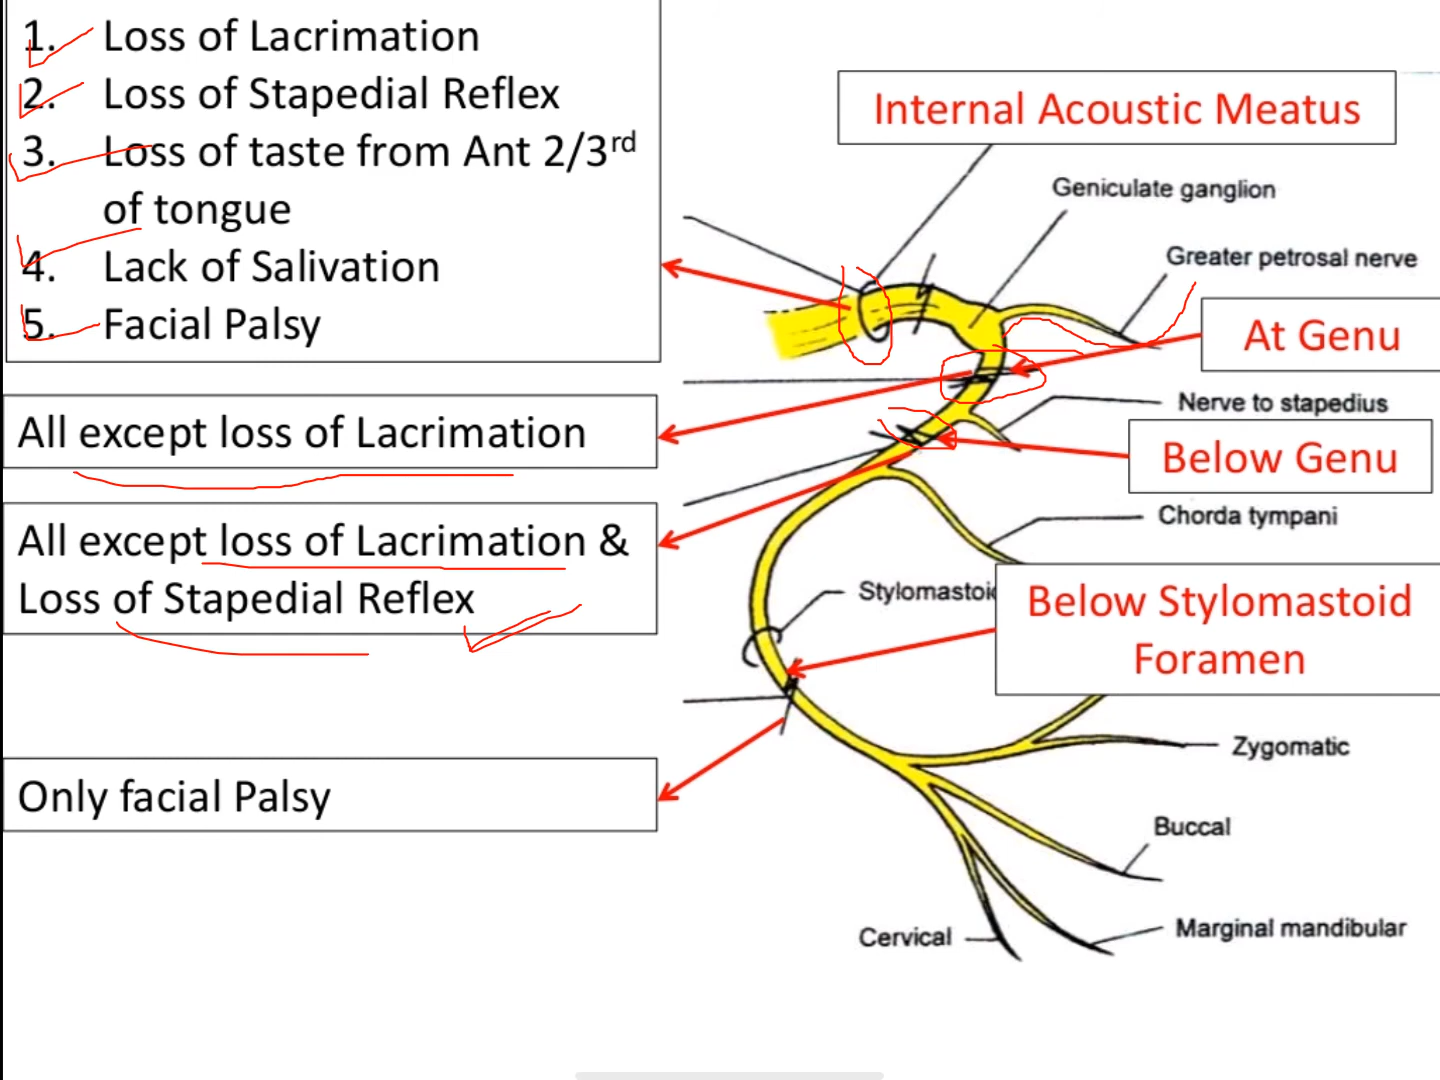 1. Loss of Lacrimation
2. Loss of Stapedial Reflex
3. Loss of taste from Ant 2/3rd
of tongue
4. Lack of Salivation
5. Facial Palsy
All except loss of Lacrimation
All except loss of Lacrimation &
Loss of Stapedial Reflex
Only facial Palsy
Internal Acoustic Meatus
Geniculate ganglion
Greater petrosal nerve
At Genu
Nerve to stapedius
Below Genu
Chorda tympani
Below Stylomastoid
Foramen
Zygomatic
Buccal
Marginal mandibular
Cervical